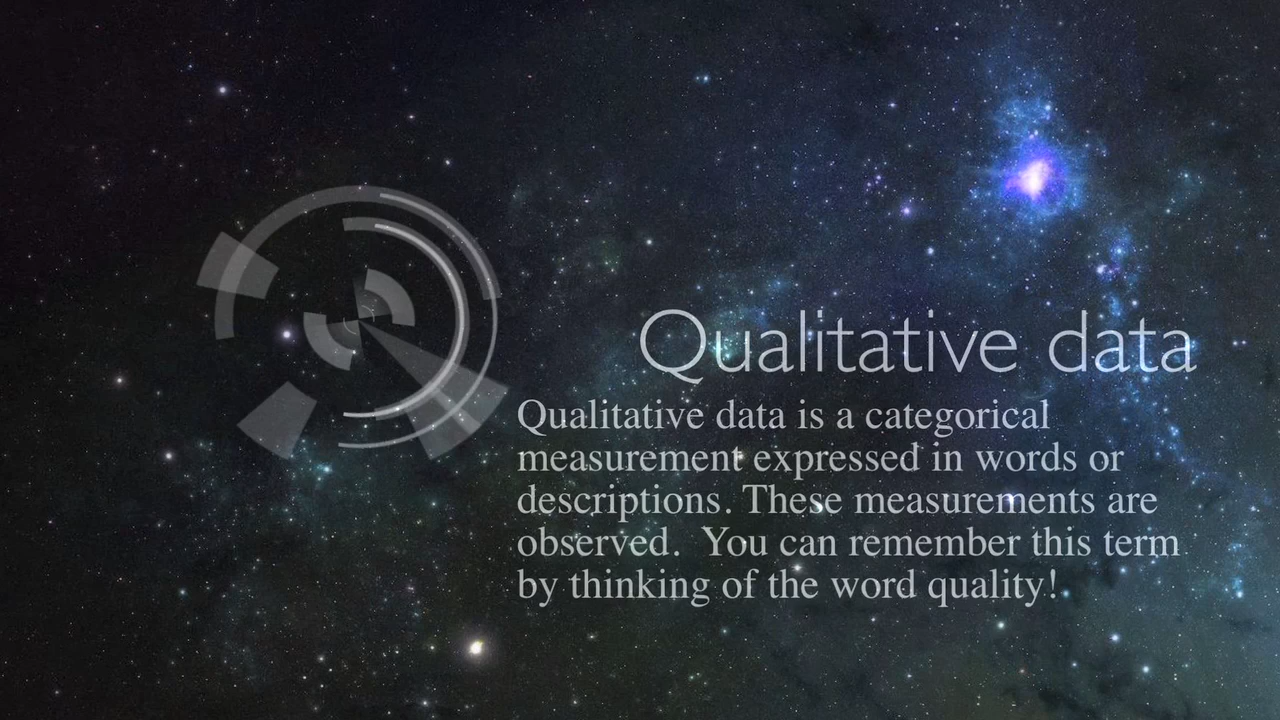 Qualitative data
Qualitative data is a categorical
measurement expressed in words or
descriptions. These measurements are
observed.  You can remember this term
by thinking of the word quality!